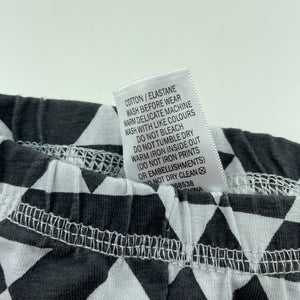 COTTON / ELASTANE
WASH BEFORE WEAR
WARM DELICATE MACHINE
WASH WITH LIKE COLOURS
DO NOT BLEACH
DO NOT TUMBLE DRY
WARM IRON INSIDE OUT
(DO NOT IRON PRINTS
OR EMBELLISHMENTS)
DO NOT DRY CLEAN